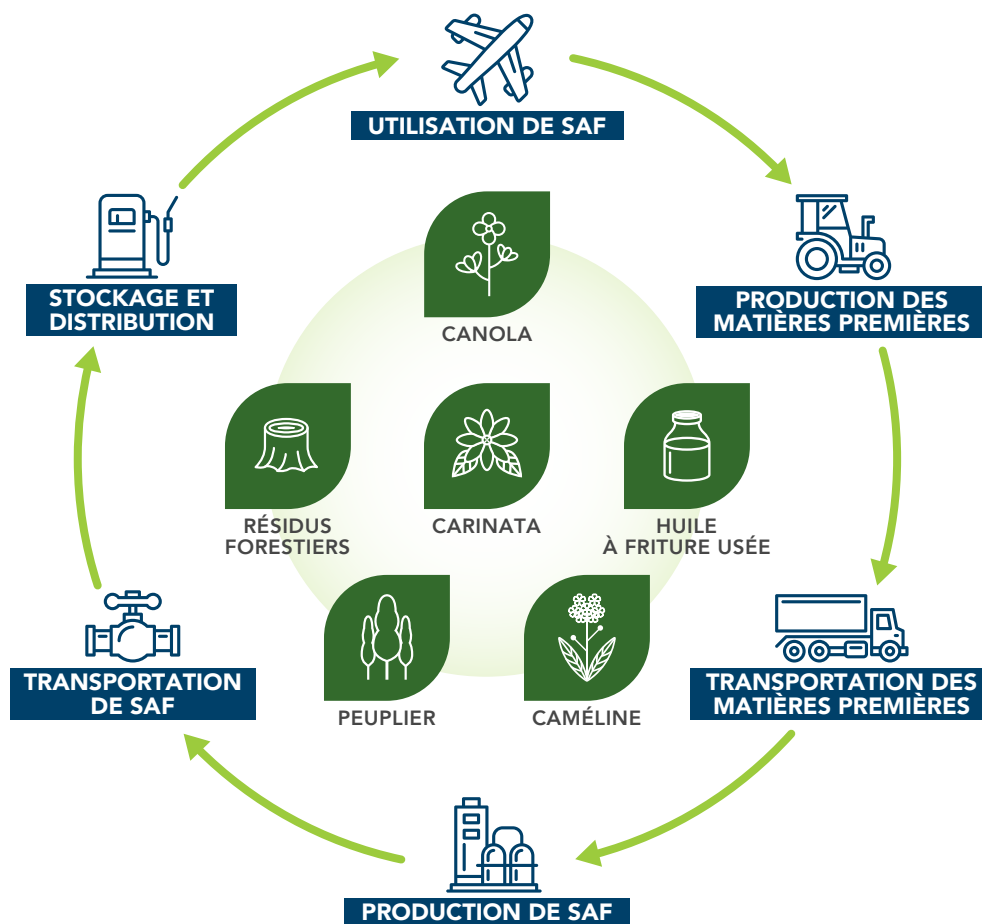 UTILISATION DE SAF
STOCKAGE ET
DISTRIBUTION
PRODUCTION DES
MATIÈRES PREMIÈRES
CANOLA
RÉSIDUS
FORESTIERS
CARINATA
HUILE
À FRITURE USÉE
TRANSPORTATION
DE SAF
PEUPLIER
CAMÉLINE
TRANSPORTATION DES
MATIÈRES PREMIÈRES
PRODUCTION DE SAF